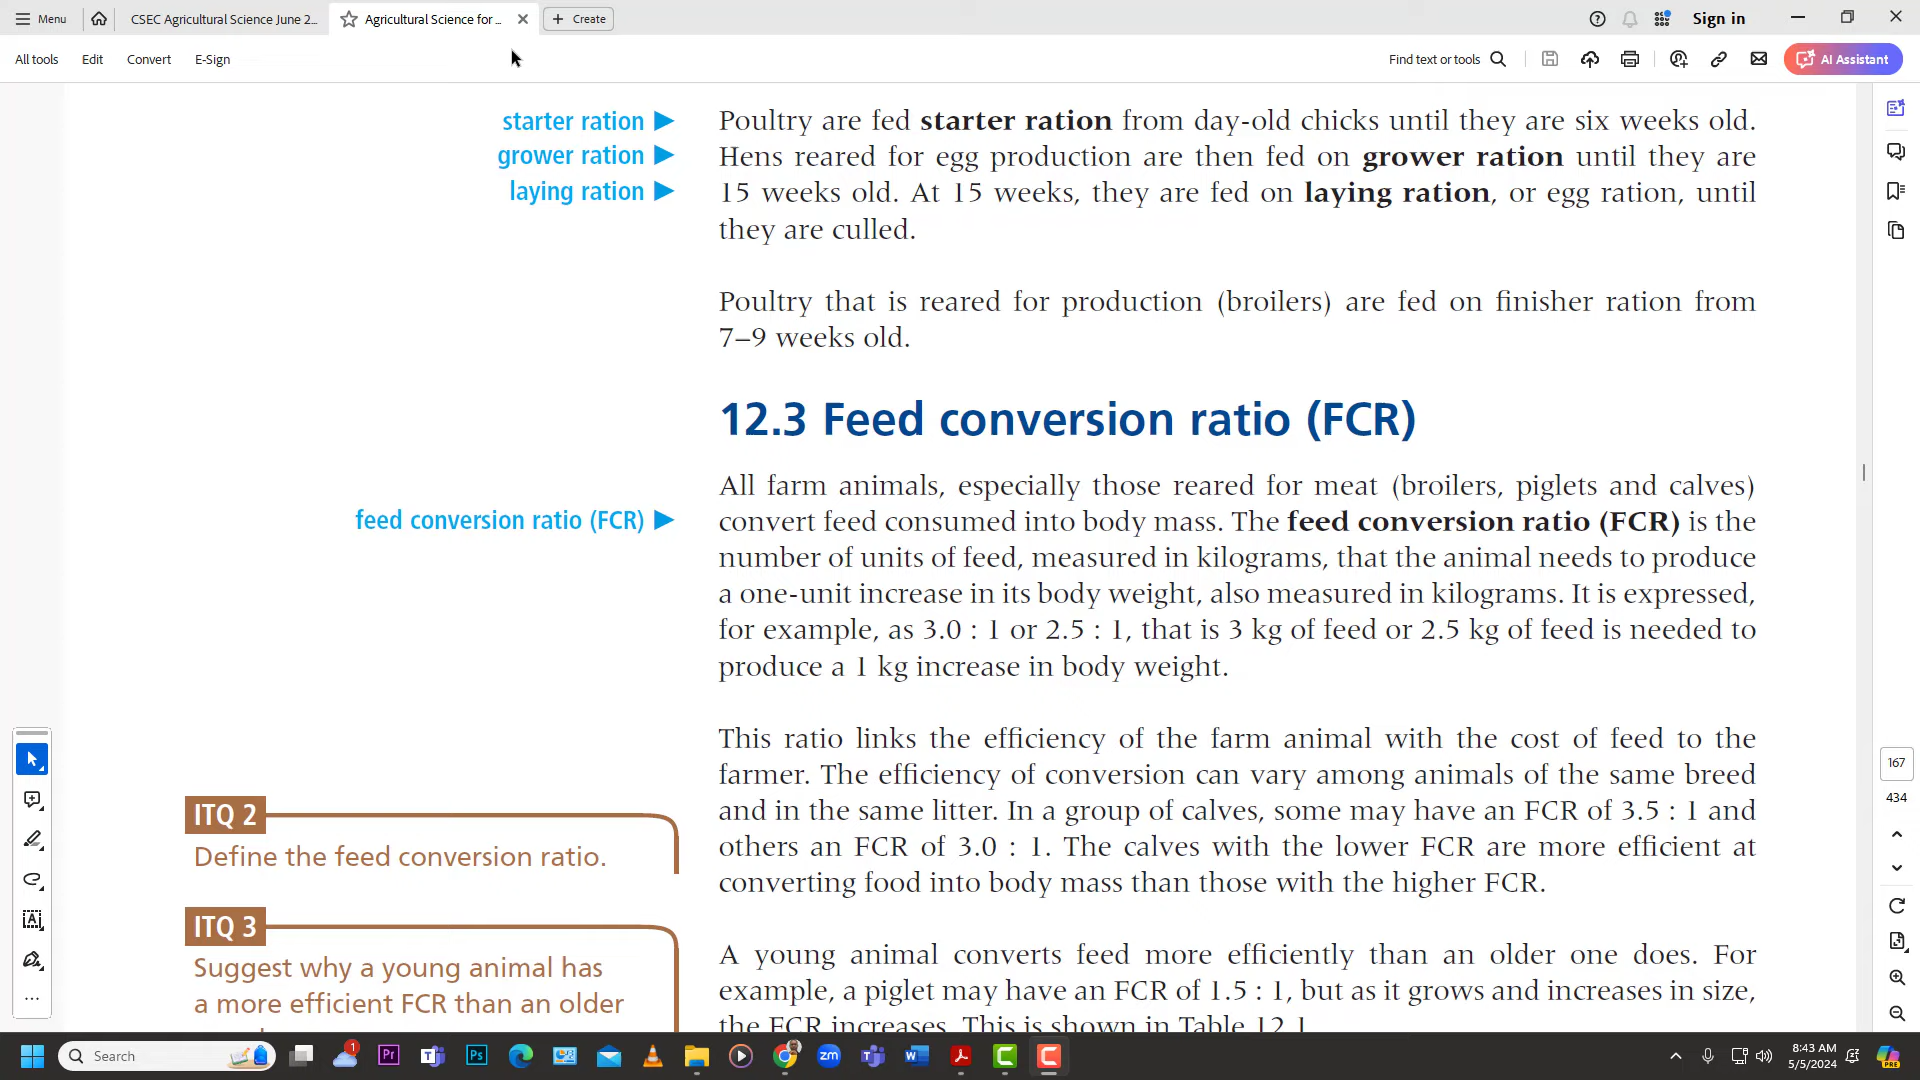 Menu
CSEC Agricultural Science June 2...
Agricultural Science for ...
Create
Sign in
All tools
Edit
Convert
E-Sign
Find text or tools
AI Assistant
starter ration ▶
grower ration ▶
laying ration ▶
Poultry are fed starter ration from day-old chicks until they are six weeks old.
Hens reared for egg production are then fed on grower ration until they are
15 weeks old. At 15 weeks, they are fed on laying ration, or egg ration, until
they are culled.
Poultry that is reared for production (broilers) are fed on finisher ration from
7–9 weeks old.
12.3 Feed conversion ratio (FCR)
feed conversion ratio (FCR) ▶
All farm animals, especially those reared for meat (broilers, piglets and calves)
convert feed consumed into body mass. The feed conversion ratio (FCR) is the
number of units of feed, measured in kilograms, that the animal needs to produce
a one-unit increase in its body weight, also measured in kilograms. It is expressed,
for example, as 3.0 : 1 or 2.5 : 1, that is 3 kg of feed or 2.5 kg of feed is needed to
produce a 1 kg increase in body weight.
This ratio links the efficiency of the farm animal with the cost of feed to the
farmer. The efficiency of conversion can vary among animals of the same breed
and in the same litter. In a group of calves, some may have an FCR of 3.5 : 1 and
others an FCR of 3.0 : 1. The calves with the lower FCR are more efficient at
converting food into body mass than those with the higher FCR.
ITQ 2
Define the feed conversion ratio.
ITQ 3
Suggest why a young animal has
a more efficient FCR than an older
A young animal converts feed more efficiently than an older one does. For
example, a piglet may have an FCR of 1.5 : 1, but as it grows and increases in size,
the FCR increases. This is shown in Table 12.1.
167
434
Search
1
Pr
Ps
zm
8:43 AM
5/5/2024
PRE